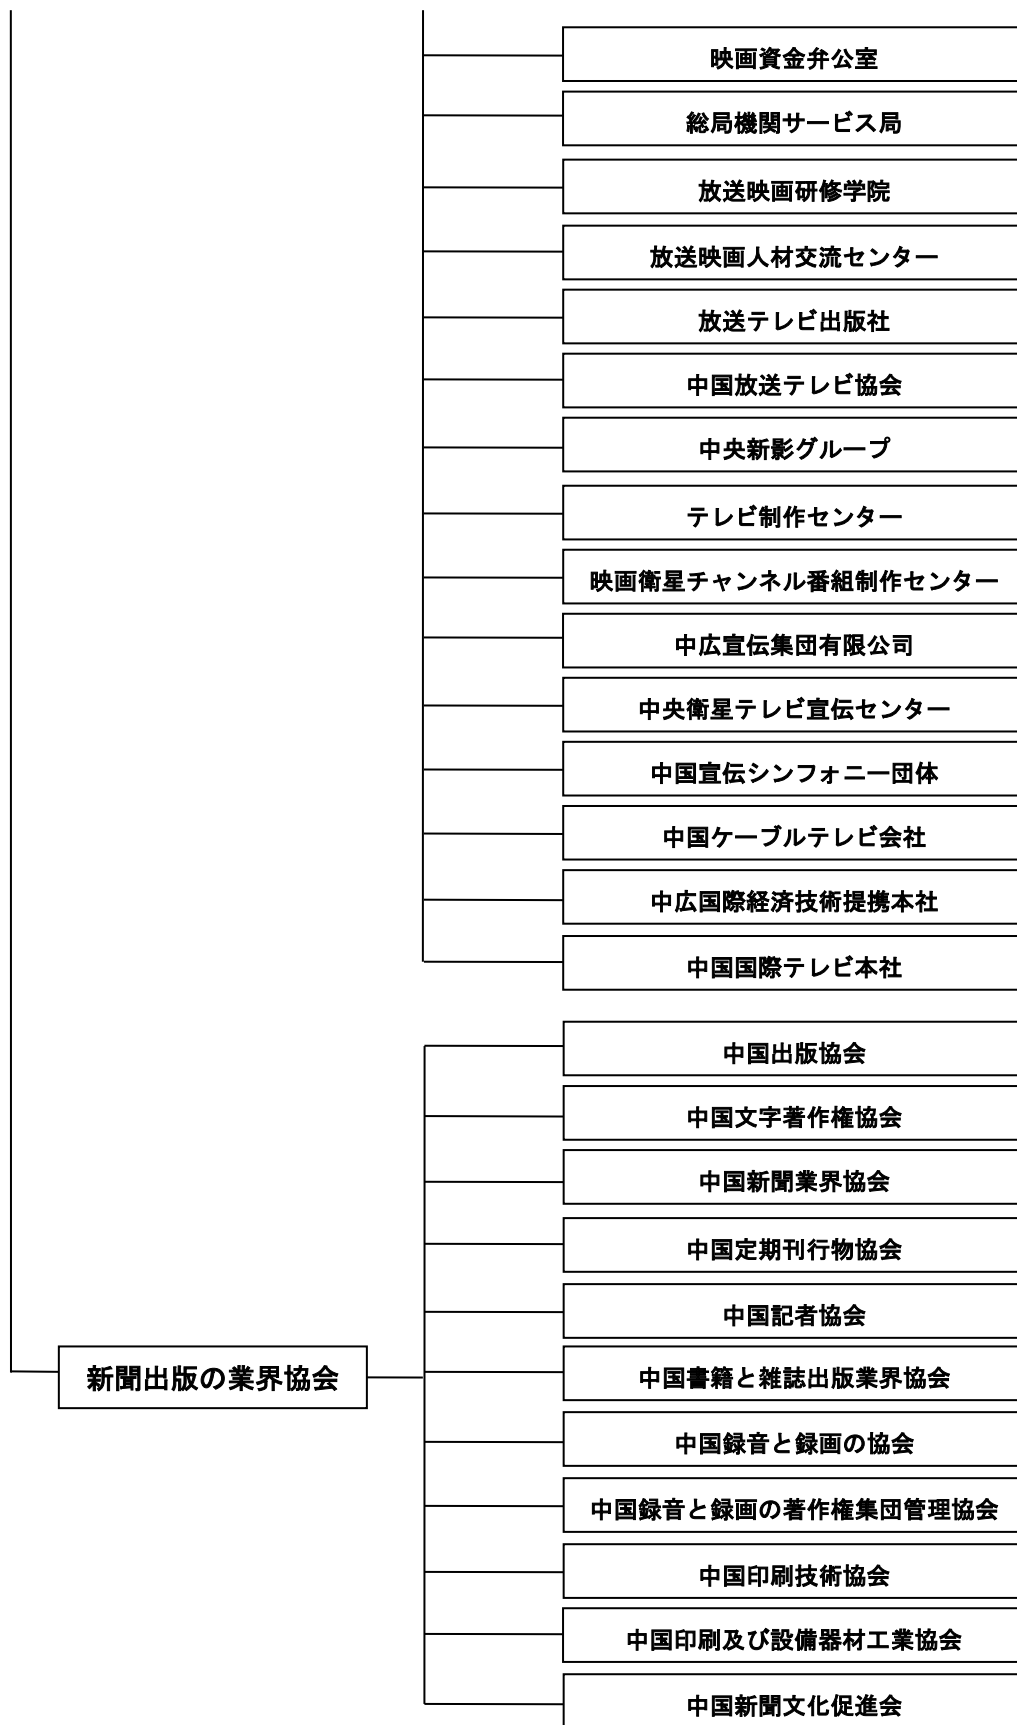 映画資金弁公室
総局機関サービス局
放送映画研修学院
放送映画人材交流センター
放送テレビ出版社
中国放送テレビ協会
中央新影グループ
テレビ制作センター
映画衛星チャンネル番組制作センター
中広宣伝集団有限公司
中央衛星テレビ宣伝センター
中国宣伝シンフォニー団体
中国ケーブルテレビ会社
中広国際経済技術提携本社
中国国際テレビ本社
中国出版協会
中国文字著作権協会
中国新聞業界協会
中国定期刊行物協会
中国記者協会
新聞出版の業界協会
中国書籍と雑誌出版業界協会
中国録音と録画の協会
中国録音と録画の著作権集団管理協会
中国印刷技術協会
中国印刷及び設備器材工業協会
中国新聞文化促進会